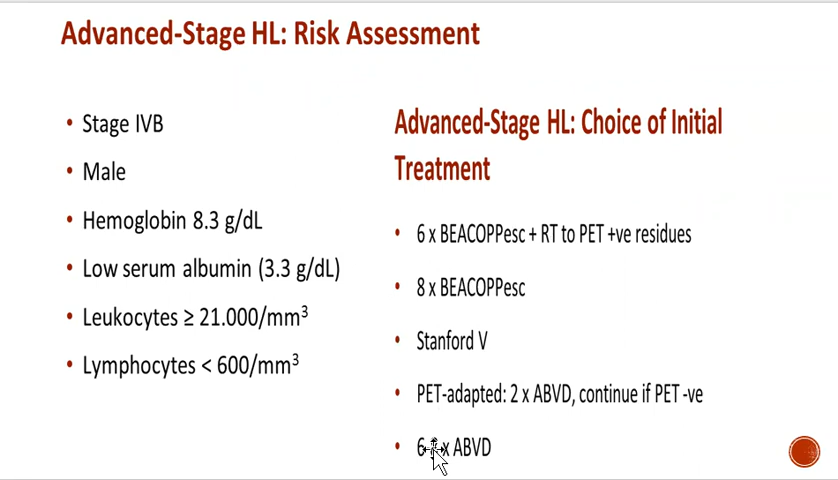 Advanced-Stage HL: Risk Assessment
• Stage IVB
• Male
• Hemoglobin 8.3 g/dL
• Low serum albumin (3.3 g/dL)
• Leukocytes ≥ 21.000/mm³
• Lymphocytes < 600/mm³
Advanced-Stage HL: Choice of Initial
Treatment
• 6 x BEACOPPesc + RT to PET +ve residues
• 8 x BEACOPPesc
• Stanford V
• PET-adapted: 2 x ABVD, continue if PET -ve
• 6 x ABVD